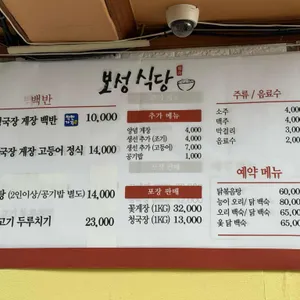 보성식당
백반
국장 게장 백반 10,000
국장 게장 고등어 정식 14,000
탕 (2인이상/공기밥 별도) 14,000
고기 두루치기 23,000
추가 메뉴
양념 게장 4,000
생선 추가 (조기) 4,000
생선 추가 (고등어) 7,000
공기밥 1,000
포장 판매
꽃게장 (1KG) 32,000
청국장 (1KG) 13,000
주류 / 음료수
소주 4,000
맥주 4,000
막걸리 3,000
음료수 2,000
예약 메뉴
닭볶음탕 60,00
능이 오리/ 닭 백숙 80,00
오리 백숙/ 닭 백숙 65,00
옻 닭 백숙 65,00